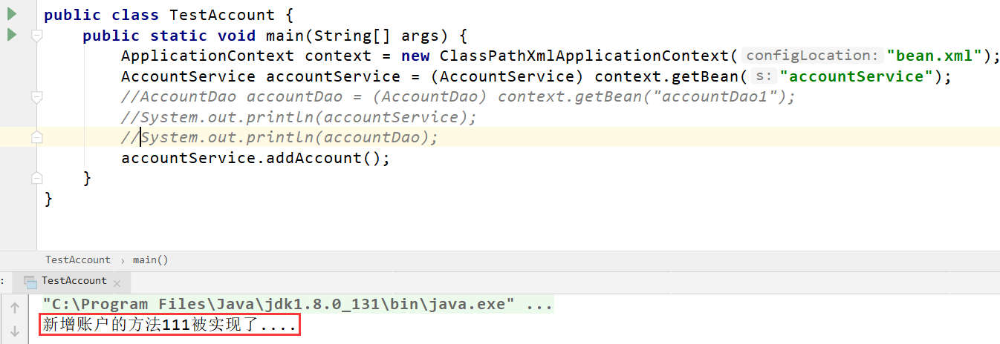 public class TestAccount {
public static void main(String[] args) {
ApplicationContext context = new ClassPathXmlApplicationContext( configLocation: "bean.xml");
AccountService accountService = (AccountService) context.getBean( s: "accountService");
//AccountDao accountDao = (AccountDao) context.getBean("accountDao1");
//System.out.println(accountService);
//System.out.println(accountDao);
accountService.addAccount();
}
}
TestAccount › main()
: TestAccount ×
"C:\Program Files\Java\jdk1.8.0_131\bin\java.exe" ...
新增账户的方法111被实现了....